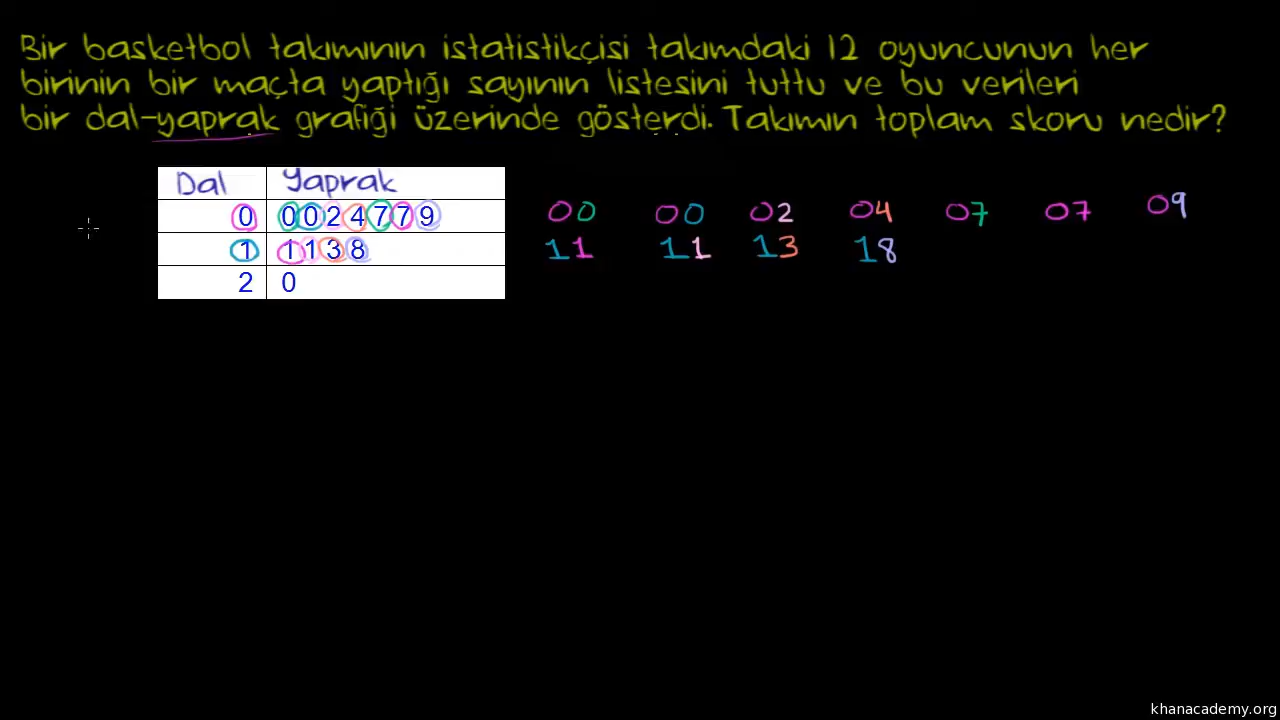 Bir basketbol takımının istatistikçisi takımdaki 12 oyuncunun her
birinin bir maçta yaptığı sayının listesini tuttu ve bu verileri
bir dal-yaprak grafiği üzerinde gösterdi. Takımın toplam skoru nedir?
Dal Yaprak
0 0 0 2 4 7 7 9 00 00 02 04 07 07 09
1 1 1 3 8 11 11 13 18
2 0
khanacademy.org